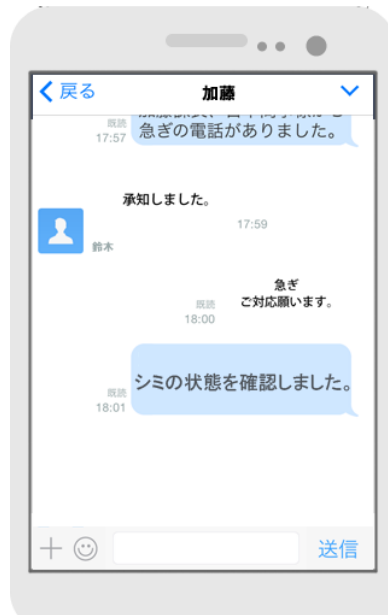 戻る
加藤
既読
17:57
急ぎの電話がありました。
承知しました。
17:59
鈴木
急ぎ
ご対応願います。
既読
18:00
シミの状態を確認しました。
既読
18:01
送信